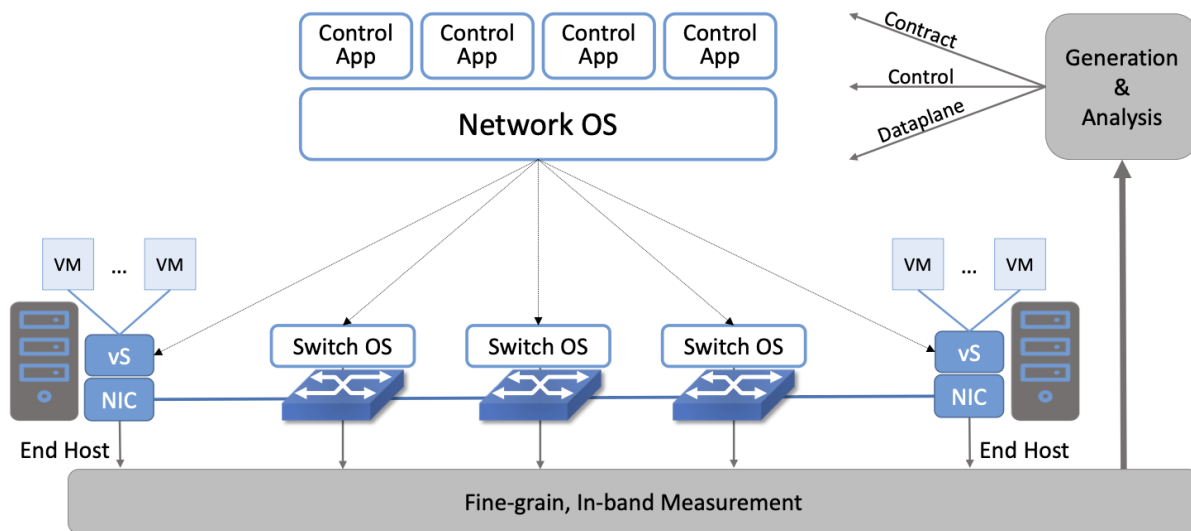 Control
App
Control
App
Control
App
Control
App
Contract
Control
Dataplane
Generation
&
Analysis
Network OS
VM
...
VM
VM
...
VM
vS
Switch OS
Switch OS
Switch OS
vS
NIC
NIC
End Host
End Host
Fine-grain, In-band Measurement